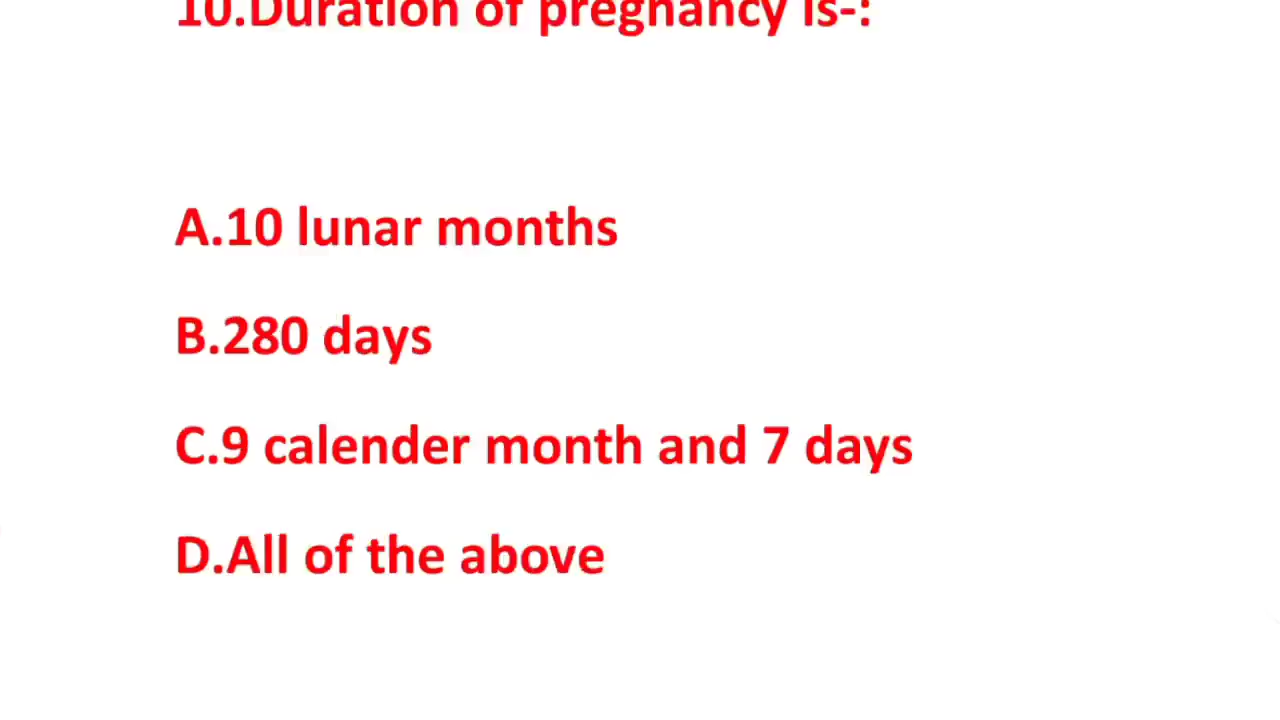 10.Duration of pregnancy is-:
A.10 lunar months
B.280 days
C.9 calender month and 7 days
D.All of the above